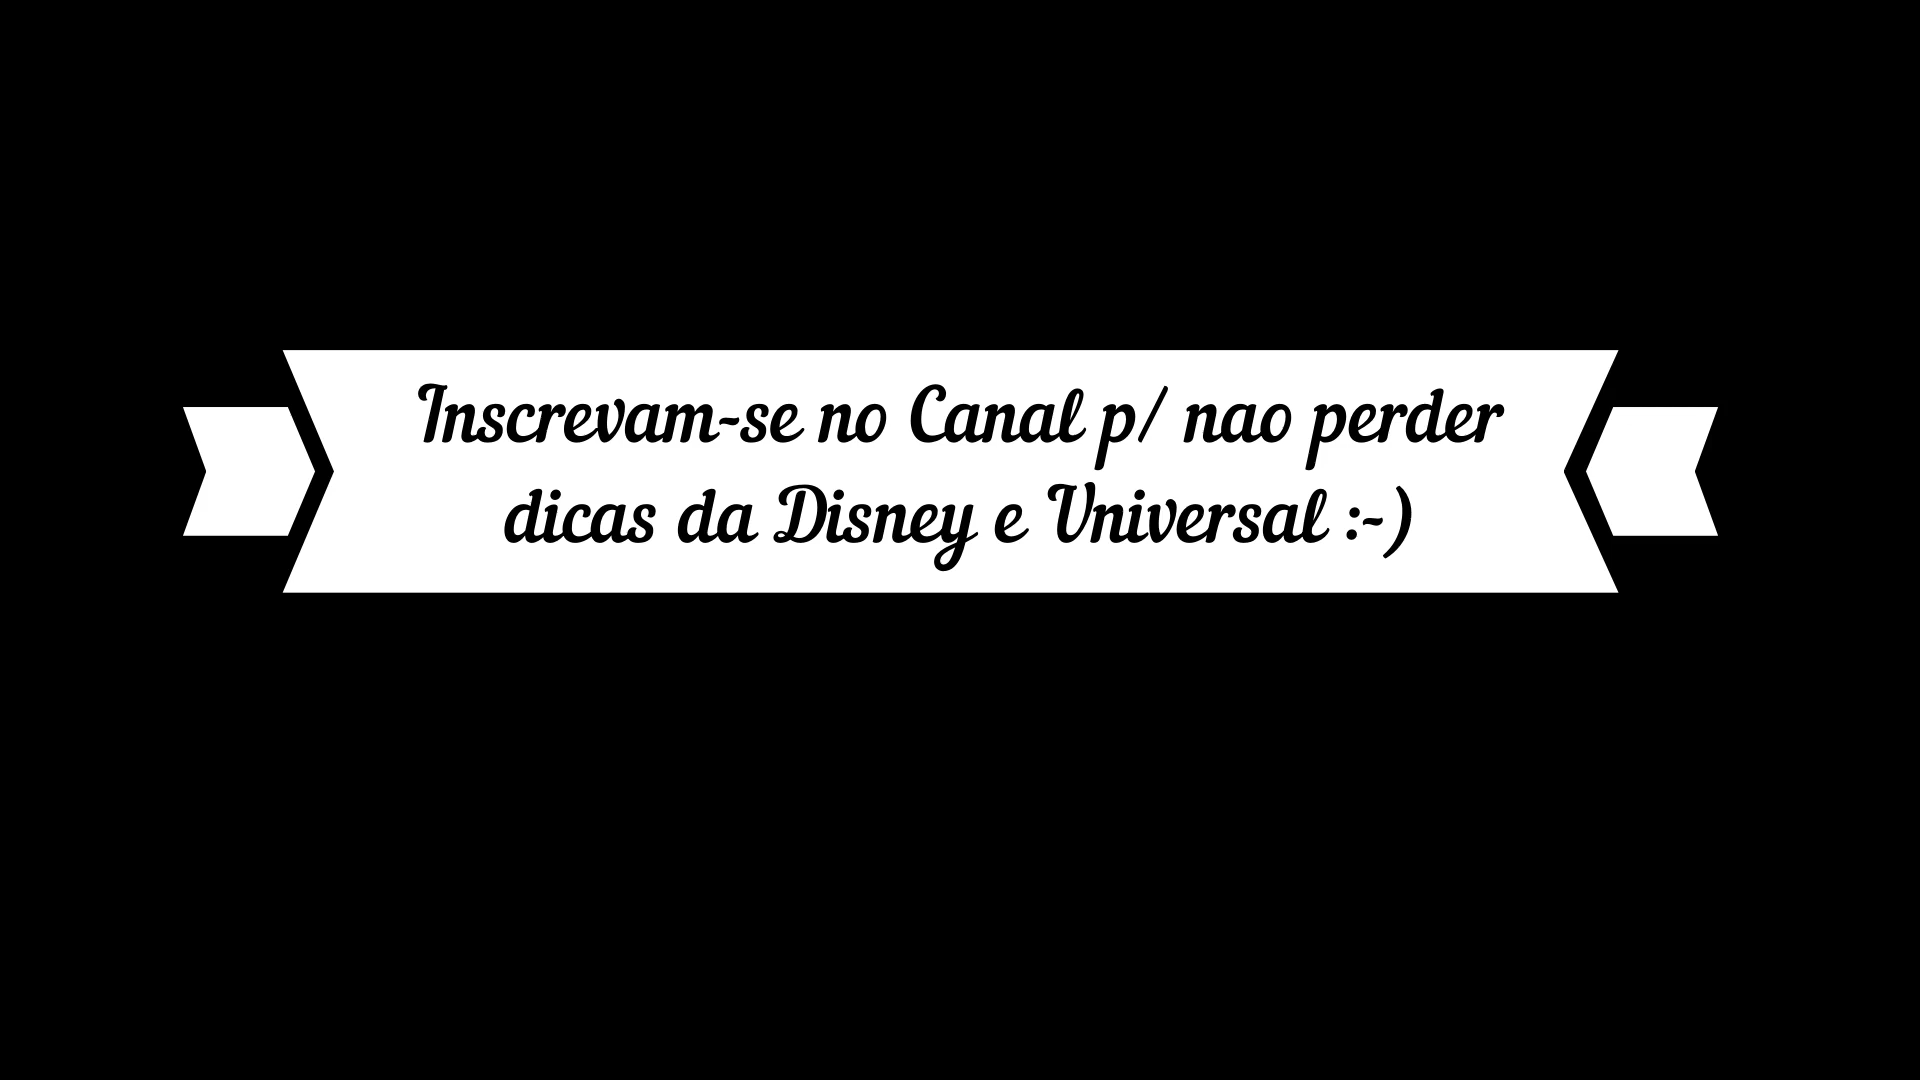 Inscrevam-se no Canal p/ nao perder
dicas da Disney e Universal :-)